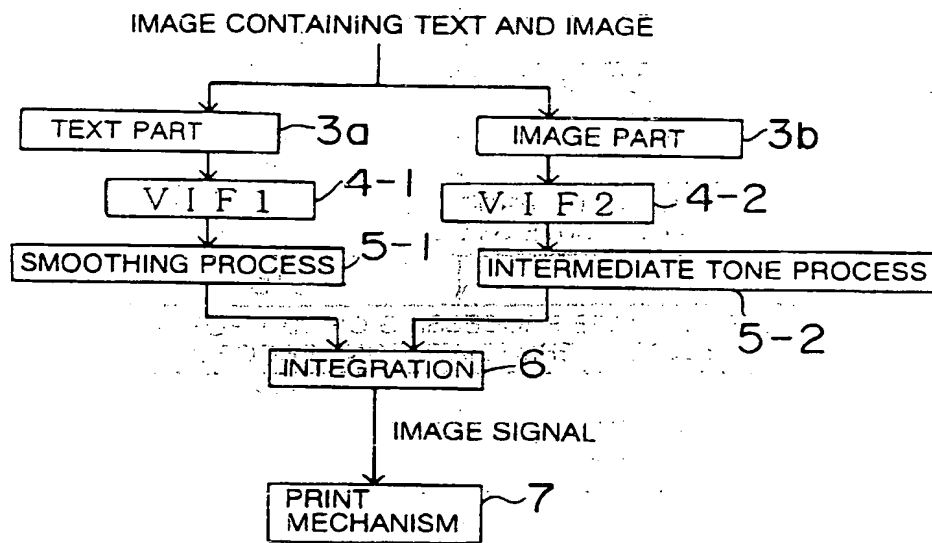 IMAGE CONTAINING TEXT AND IMAGE
TEXT PART 3a
IMAGE PART 3b
VIF1 4-1
VIF2 4-2
SMOOTHING PROCESS 5-1
INTERMEDIATE TONE PROCESS
5-2
INTEGRATION 6
IMAGE SIGNAL
PRINT
MECHANISM 7